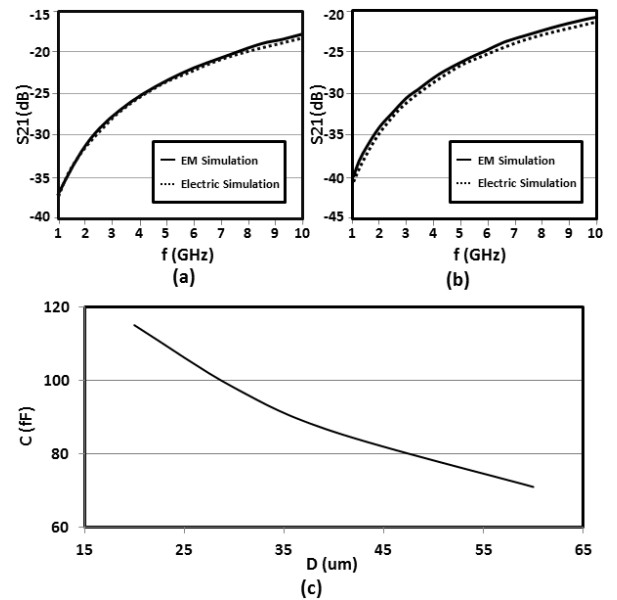 -15
-20
-25
-30
-35
-40
S21(dB)
EM Simulation
Electric Simulation
1 2 3 4 5 6 7 8 9 10
f (GHz)
(a)
-15
-20
-25
-30
-35
-40
-45
S21(dB)
EM Simulation
Electric Simulation
1 2 3 4 5 6 7 8 9 10
f (GHz)
(b)
120
100
80
60
C (fF)
15 25 35 45 55 65
D (um)
(c)